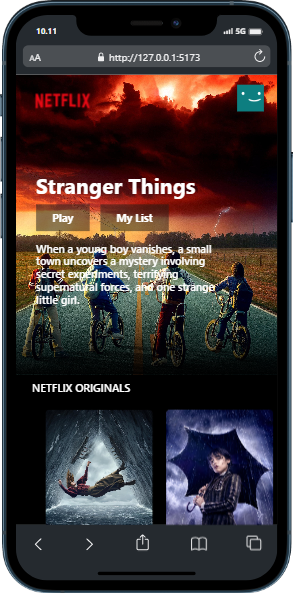 10.11
5G
AA http://127.0.0.1:5173
NETFLIX
Stranger Things
Play My List
When a young boy vanishes, a small
town uncovers a mystery involving
secret experiments, terrifying
supernatural forces, and one strange
little girl.
NETFLIX ORIGINALS